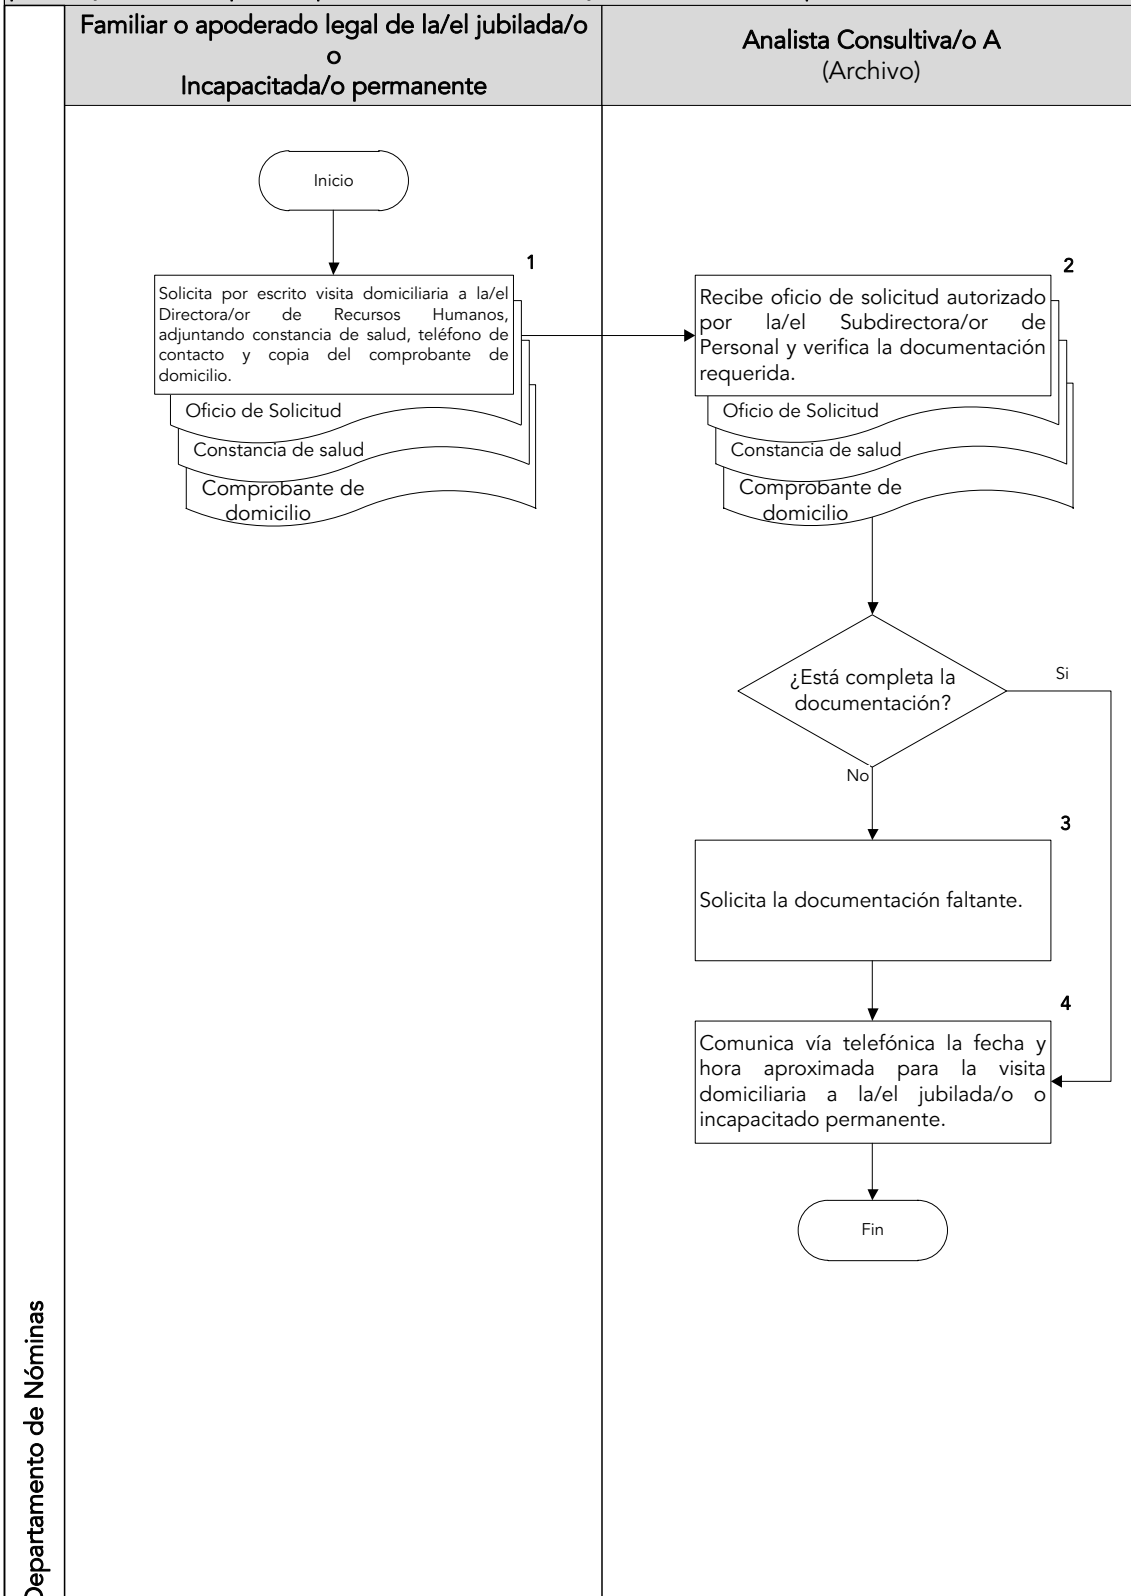 Familiar o apoderado legal de la/el jubilada/o
o
Incapacitada/o permanente
Analista Consultiva/o A
(Archivo)
Inicio
1
Solicita por escrito visita domiciliaria a la/el
Directora/or de Recursos Humanos,
adjuntando constancia de salud, teléfono de
contacto y copia del comprobante de
domicilio.
Oficio de Solicitud
Constancia de salud
Comprobante de
domicilio
2
Recibe oficio de solicitud autorizado
por la/el Subdirectora/or de
Personal y verifica la documentación
requerida.
Oficio de Solicitud
Constancia de salud
Comprobante de
domicilio
¿Está completa la
documentación?
Si
No
3
Solicita la documentación faltante.
4
Comunica vía telefónica la fecha y
hora aproximada para la visita
domiciliaria a la/el jubilada/o o
incapacitado permanente.
Fin
Departamento de Nóminas